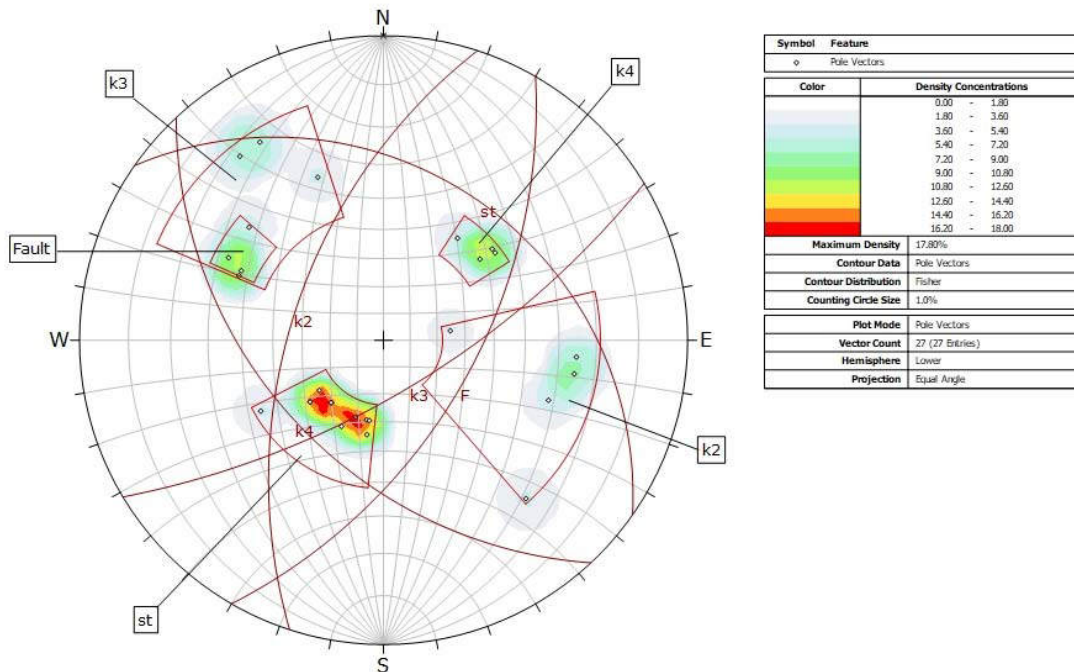 N
k3
k4
Fault
st
k2
W
E
k3
F
k4
k2
st
S
Symbol Feature
Pole Vectors
Color Density Concentrations
0.00 - 1.80
1.80 - 3.60
3.60 - 5.40
5.40 - 7.20
7.20 - 9.00
9.00 - 10.80
10.80 - 12.60
12.60 - 14.40
14.40 - 16.20
16.20 - 18.00
Maximum Density 17.80%
Contour Data Pole Vectors
Contour Distribution Fisher
Counting Circle Size 1.0%
Plot Mode Pole Vectors
Vector Count 27 (27 Entries)
Hemisphere Lower
Projection Equal Angle